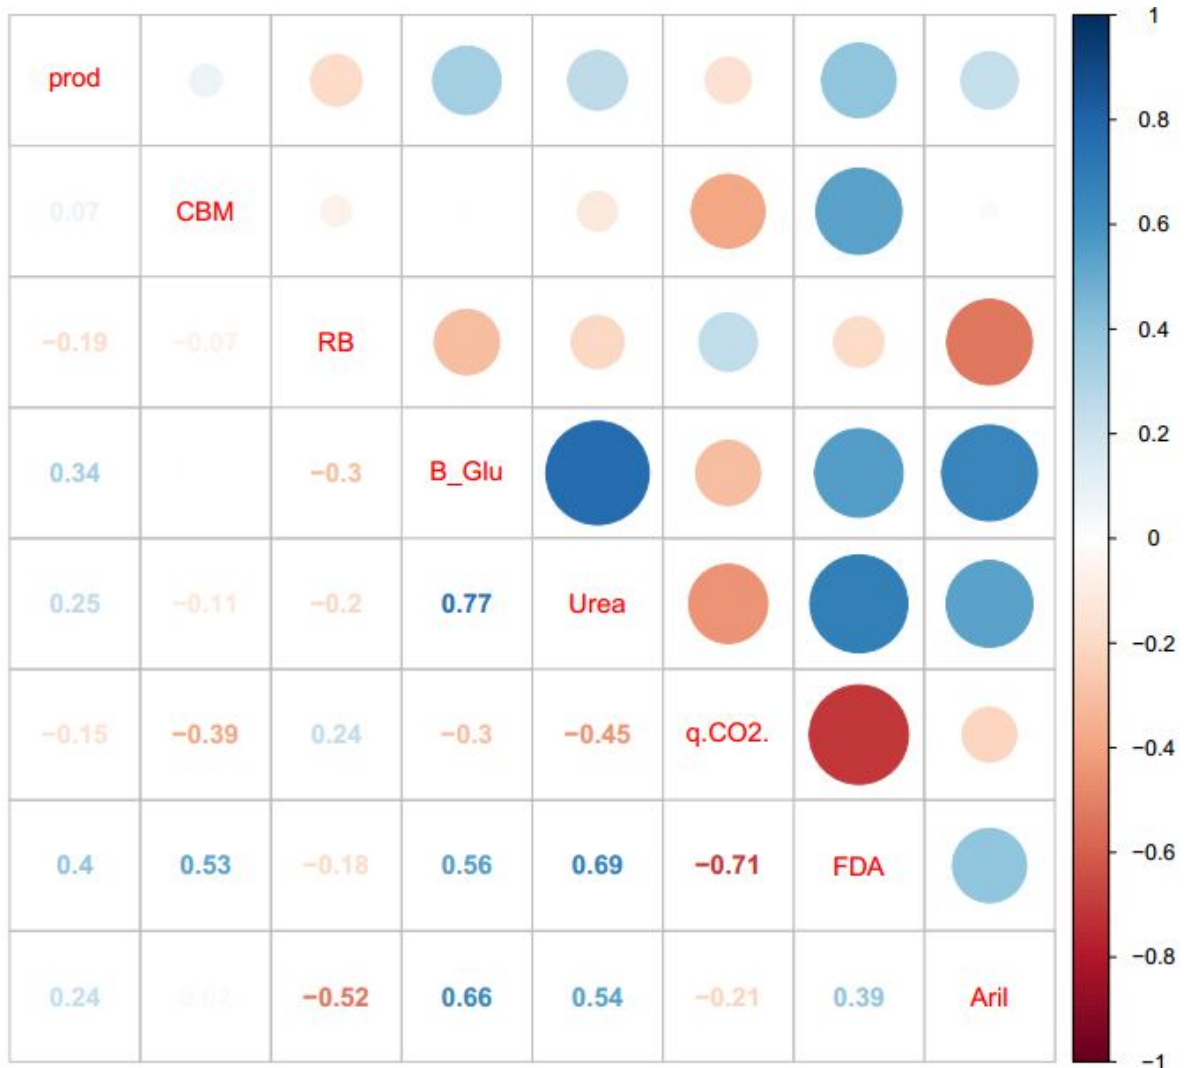 1
prod
0.8
0.07 CBM
0.6
−0.19 −0.07 RB
0.4
0.2
0.34 −0.3 B_Glu
0
0.25 −0.11 −0.2 0.77 Urea
−0.2
−0.15 −0.39 0.24 −0.3 −0.45 q.CO2.
−0.4
−0.6
0.4 0.53 −0.18 0.56 0.69 −0.71 FDA
−0.8
0.24 0.02 −0.52 0.66 0.54 −0.21 0.39 Aril
−1